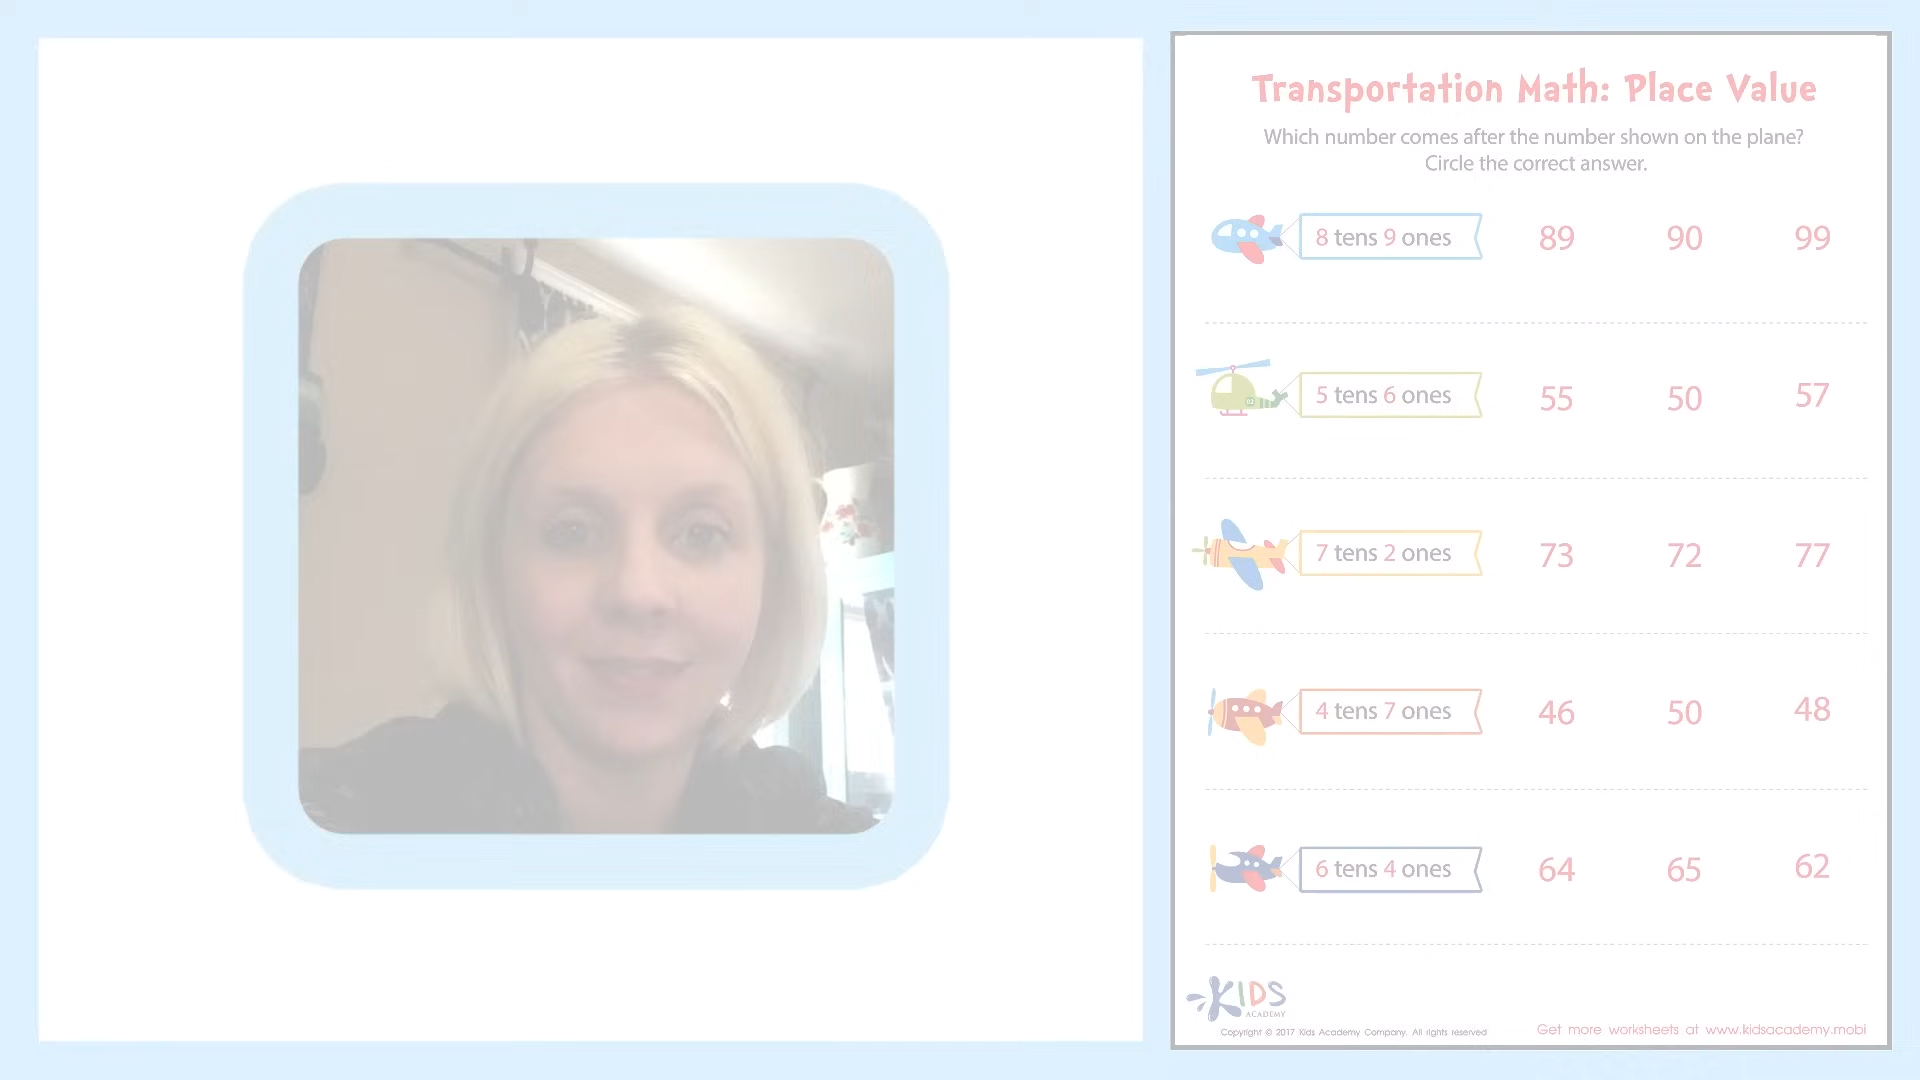 Transportation Math: Place Value
Which number comes after the number shown on the plane?
Circle the correct answer.
8 tens 9 ones 89 90 99
5 tens 6 ones 55 50 57
7 tens 2 ones 73 72 77
4 tens 7 ones 46 50 48
6 tens 4 ones 64 65 62
KIDS
ACADEMY
Copyright © 2017 Kids Academy Company. All rights reserved
Get more worksheets at www.kidsacademy.mobi